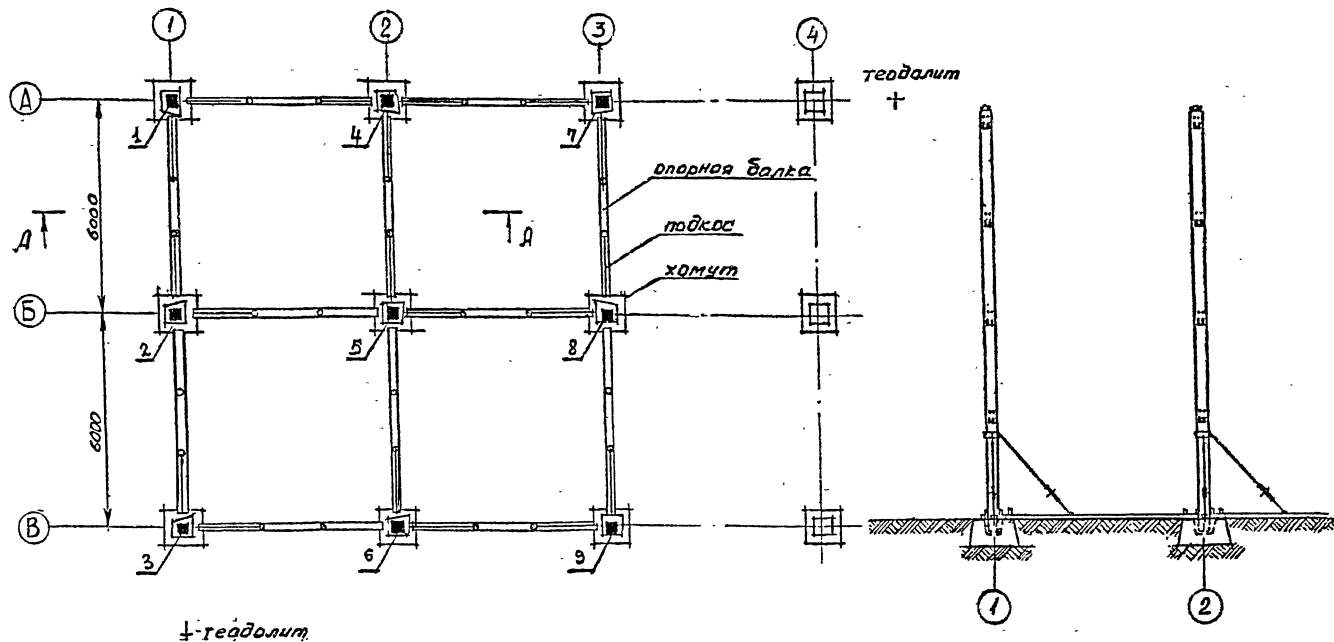 1 2 3 4
теодолит
А
1 4 7
опорная балка
6000
А А
подкос
хомут
Б
2 5 8
6000
В
3 6 9
1 2
теодолит